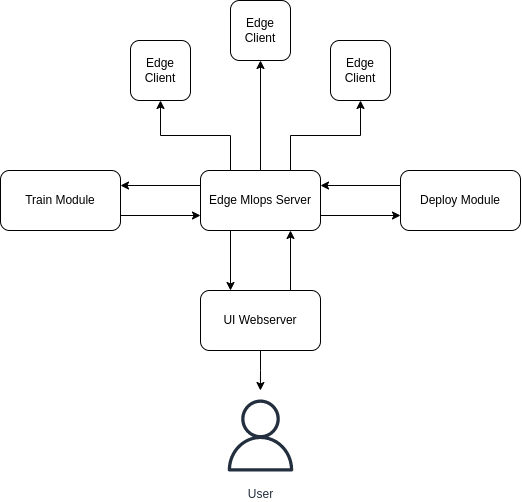 Edge
Client
Edge
Client
Edge
Client
Train Module
Edge Mlops Server
Deploy Module
UI Webserver
User